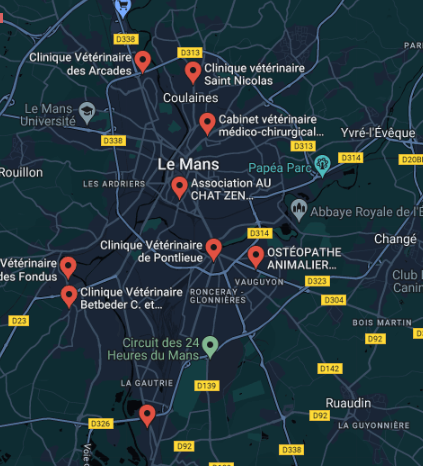 D338
Clinique Vétérinaire
des Arcades
D313
Clinique vétérinaire
Saint Nicolas
Coulaines
Le Mans
Université
Cabinet vétérinaire
médico-chirurgical...
Yvré-l'Évêque
D338
D313
Le Mans
Papéa Parc
D314
Rouillon
LES ARDRIERS
Association AU
CHAT ZEN...
Abbaye Royale de l'É
D314
Changé
Clinique Vétérinaire
de Pontlieue
OSTÉOPATHE
ANIMALIER...
Vétérinaire
des Fondus
VAUGUYON
D323
Club
Canin
Clinique Vétérinaire
Betbeder C. et...
RONCERAY
GLONNIÈRES
D304
D23
BOIS MARTIN
Circuit des 24
Heures du Mans
D92
D92
LA GAUTRIE
D139
D142
Ruaudin
D326
D92
LA GUYONNIÈRE
D92
D338